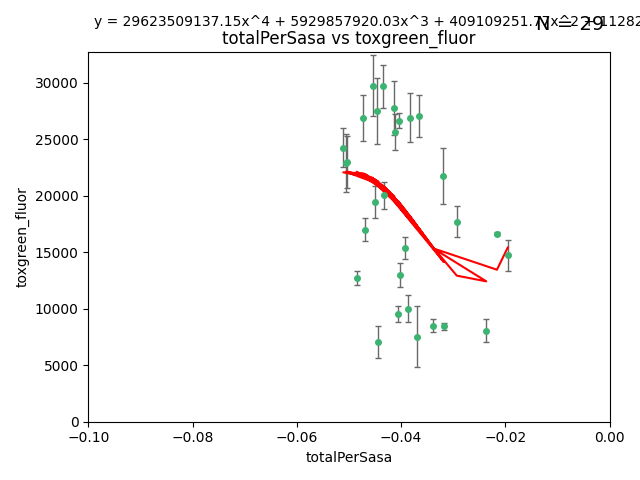 y = 29623509137.15x^4 + 5929857920.03x^3 + 409109251.
N = 29
totalPerSasa vs toxgreen_fluor
30000
25000
20000
15000
10000
5000
0
toxgreen_fluor
−0.10 −0.08 −0.06 −0.04 −0.02 0.00
totalPerSasa